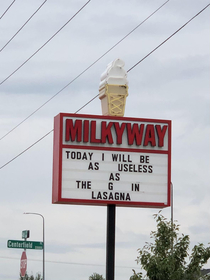 MILKYWAY
TODAY I WILL BE
AS USELESS
AS
THE G IN
LASAGNA
Centerfield